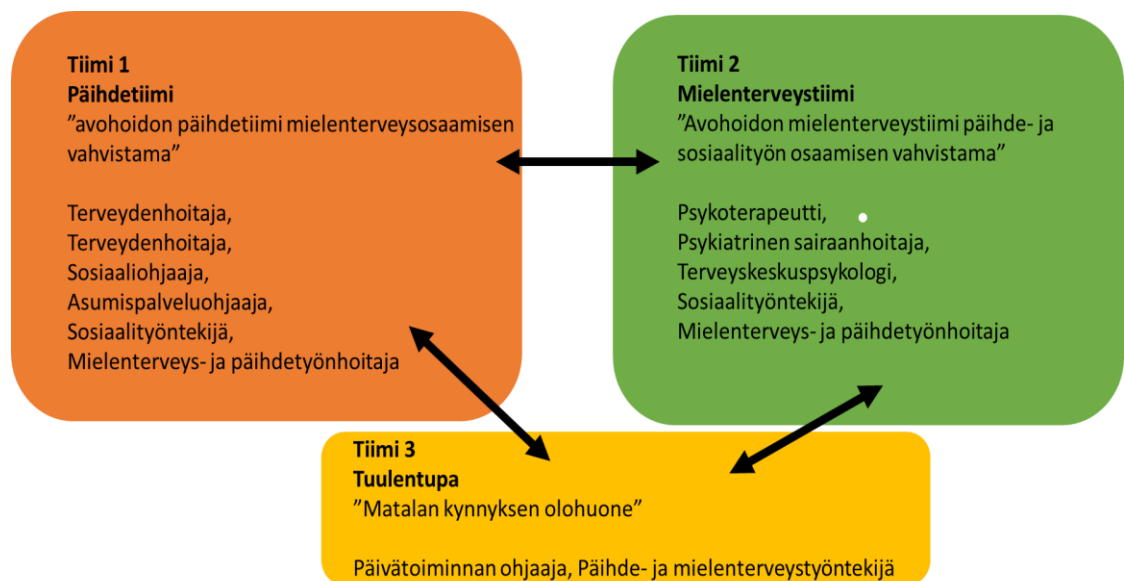 Tiimi 1
Päihdetiimi
”avohoidon päihdetiimi mielenterveysosaamisen
vahvistama”
Terveydenhoitaja,
Terveydenhoitaja,
Sosiaaliohjaaja,
Asumispalveluohjaaja,
Sosiaalityöntekijä,
Mielenterveys- ja päihdetyönhoitaja
Tiimi 2
Mielenterveystiimi
”Avohoidon mielenterveystiimi päihde- ja
sosiaalityön osaamisen vahvistama”
Psykoterapeutti,
Psykiatrinen sairaanhoitaja,
Terveyskeskuspsykologi,
Sosiaalityöntekijä,
Mielenterveys- ja päihdetyönhoitaja
Tiimi 3
Tuulentupa
”Matalan kynnyksen olohuone”
Päivätoiminnan ohjaaja, Päihde- ja mielenterveystyöntekijä